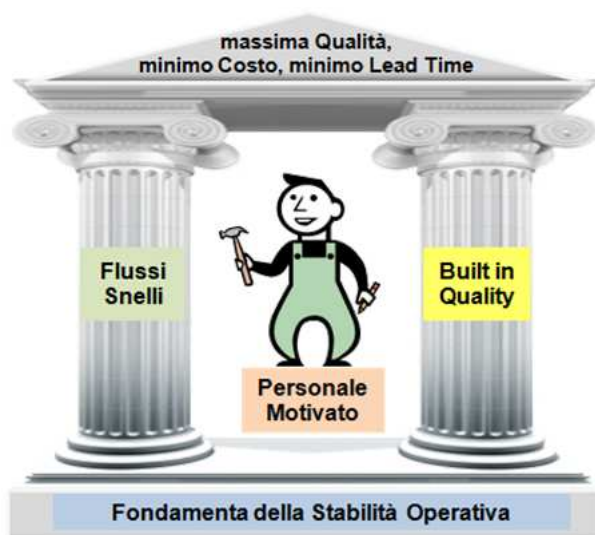 massima Qualità,
minimo Costo, minimo Lead Time
Flussi
Snelli
Built in
Quality
Personale
Motivato
Fondamenta della Stabilità Operativa